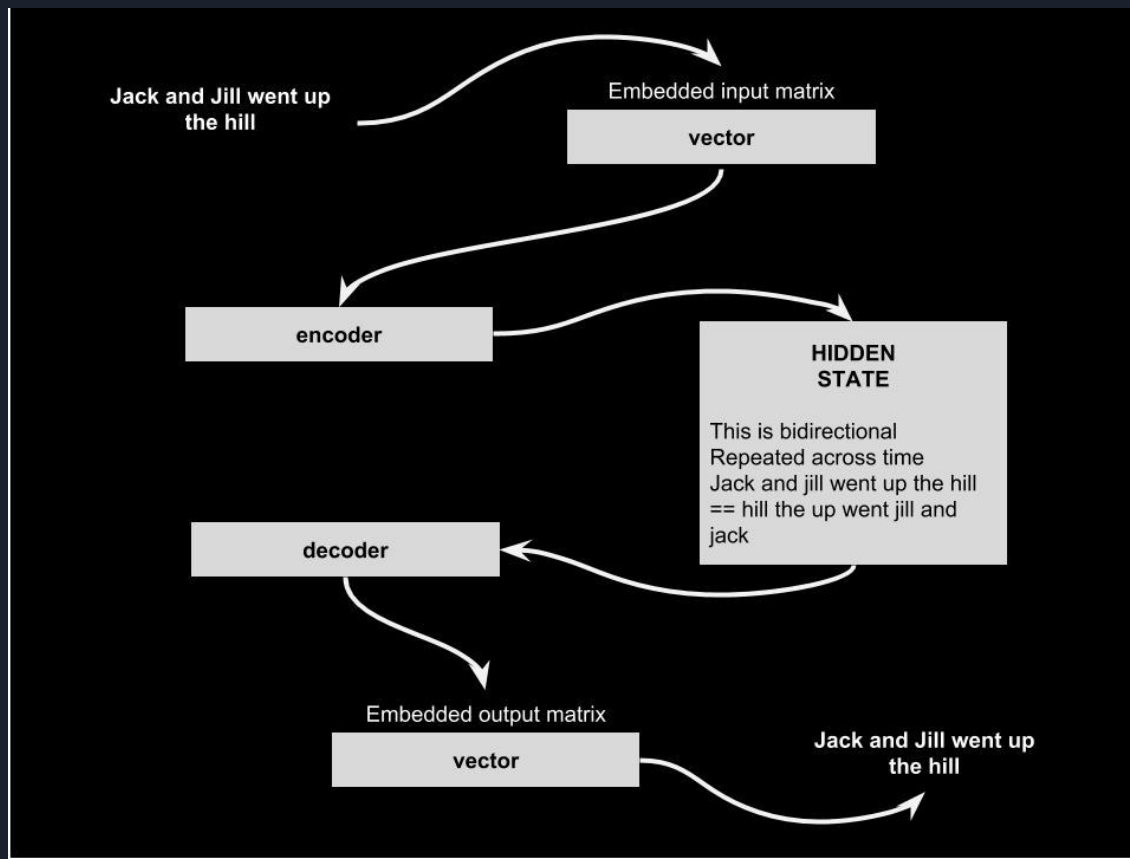 Jack and Jill went up
the hill
Embedded input matrix
vector
encoder
HIDDEN
STATE
This is bidirectional
Repeated across time
Jack and jill went up the hill
== hill the up went jill and
jack
decoder
Embedded output matrix
vector
Jack and Jill went up
the hill